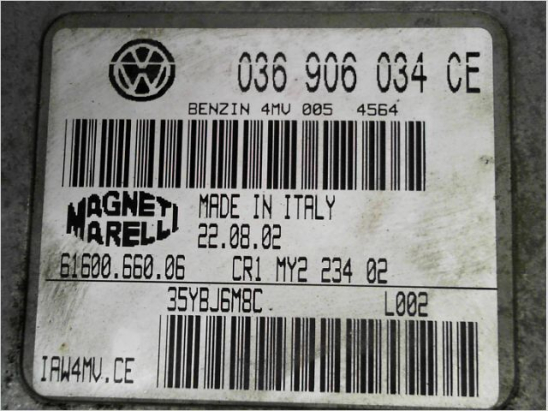 036 906 034 CE
BENZIN 4MV 005 4564
MAGNETI MARELLI
MADE IN ITALY
22.08.02
61600.660.06 CR1 MY2 234 02
35YBJ6M8C L002
IAW4MV.CE